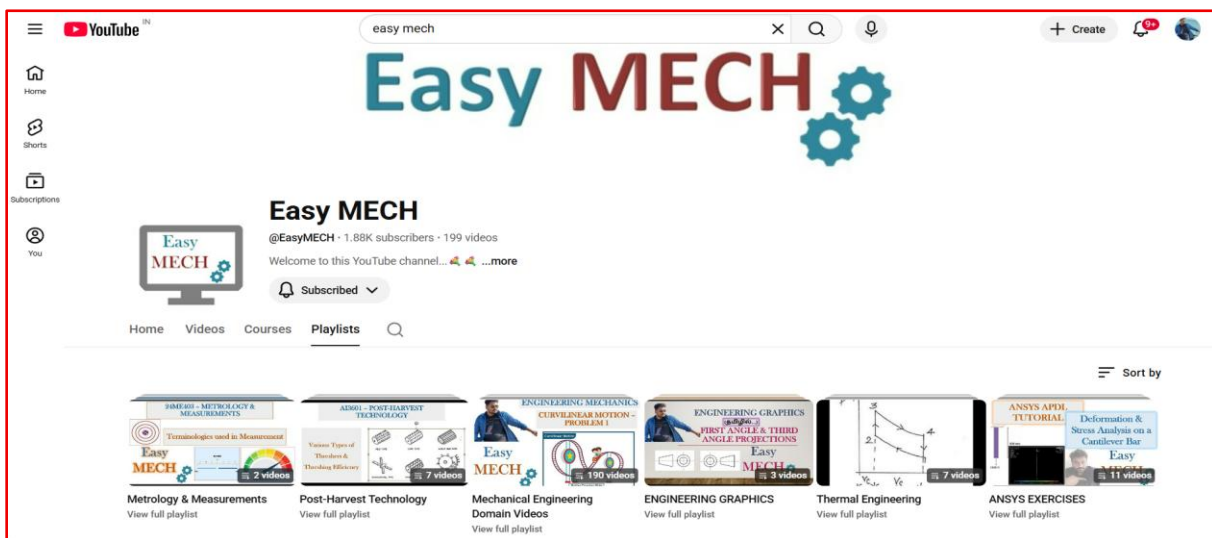 YouTube IN
easy mech
Create
9+
Easy MECH
Home
Shorts
Subscriptions
You
Easy
MECH
Easy MECH
@EasyMECH · 1.88K subscribers · 199 videos
Welcome to this YouTube channel... ...more
Subscribed
Home Videos Courses Playlists
Sort by
METROLOGY &
MEASUREMENTS
Terminologies used in Measurement
Easy
MECH
2 videos
Metrology & Measurements
View full playlist
POST-HARVEST
TECHNOLOGY
Various Types of
Threshers &
Threshing Efficiency
7 videos
Post-Harvest Technology
View full playlist
ENGINEERING MECHANICS
CURVILINEAR MOTION –
PROBLEM 1
Easy
MECH
190 videos
Mechanical Engineering
Domain Videos
View full playlist
ENGINEERING GRAPHICS
தமிழில்
FIRST ANGLE & THIRD
ANGLE PROJECTIONS
Easy
MECH
3 videos
ENGINEERING GRAPHICS
View full playlist
3
4
2
7 videos
Thermal Engineering
View full playlist
ANSYS APDL
TUTORIAL
Deformation &
Stress Analysis on a
Cantilever Bar
Easy
11 videos
ANSYS EXERCISES
View full playlist